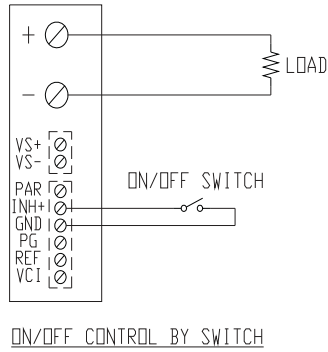 +
LOAD
-
VS+
VS-
ON/OFF SWITCH
PAR
INH+
GND
PG
REF
VCI
ON/OFF CONTROL BY SWITCH